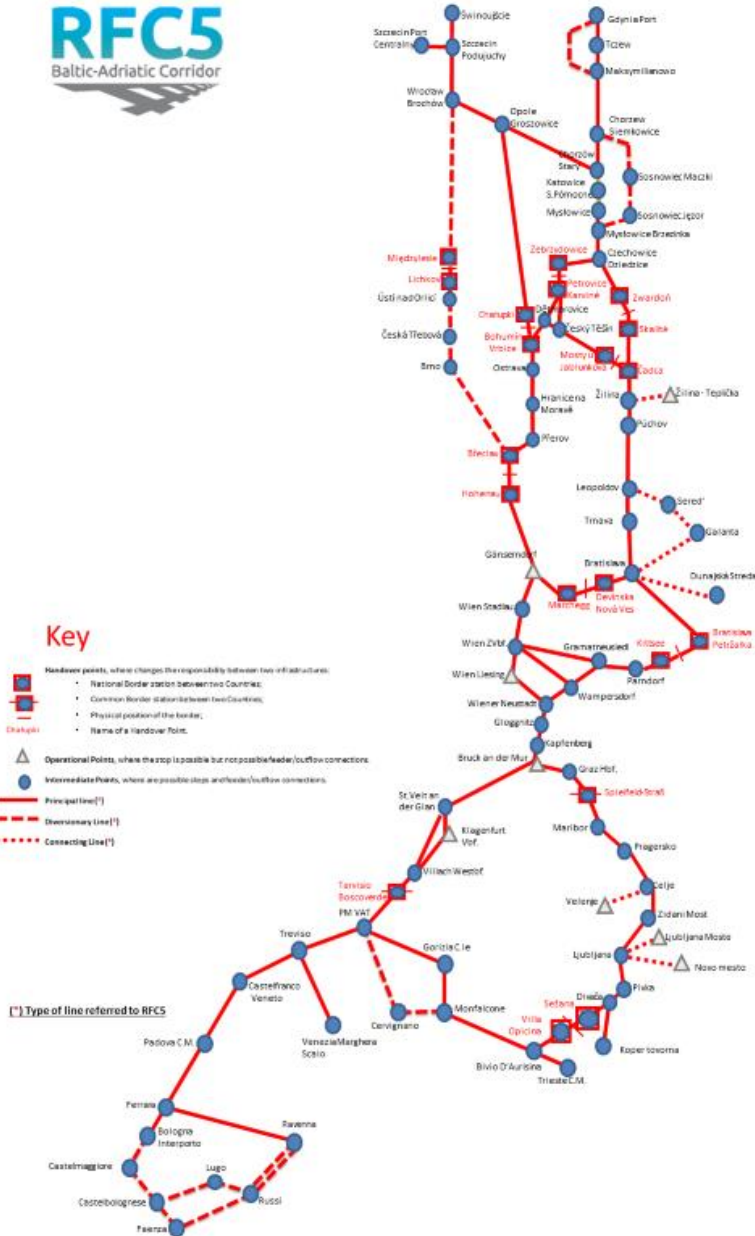 RFC5
Baltic-Adriatic Corridor
Świnoujście
Szczecin Port
Centralny
Szczecin
Podjuchy
Wrocław
Brochów
Opole
Groszowice
Gdynia Port
Tczew
Maksymilianowo
Chorzew
Siemkowice
Chorzów
Stary
Katowice
S.Północne
Mysłowice
Sosnowiec Maczki
Sosnowiec Jęzor
Mysłowice Brzezinka
Czechowice
Dziedzice
Zebrzydowice
Petrovice
Karviné
Międzylesie
Lichkov
Ústí nad Orlicí
Česká Třebová
Brno
Chałupki
Bohumín
Vrbice
Český Těšín
Ostrava
Mosty u
Jablunkova
Zwardoń
Skalité
Čadca
Žilina
Žilina - Teplička
Púchov
Hranice na
Moravě
Přerov
Břeclav
Hohenau
Leopoldov
Sereď
Trnava
Galanta
Bratislava
Dunajská Streda
Gänserndorf
Marchegg
Devínska
Nová Ves
Wien Stadlau
Bratislava
Petržalka
Wien ZVbf.
Gramatneusiedl
Kittsee
Parndorf
Wien Liesing
Wampersdorf
Wiener Neustadt
Gloggnitz
Kapfenberg
Bruck an der Mur
Graz Hbf.
Spielfeld-Straß
Maribor
Pragersko
Celje
Velenje
Zidani Most
Ljubljana Moste
Ljubljana
Novo mesto
Pivka
Divača
Sežana
Villa
Opicina
Koper tovorna
Bivio D'Aurisina
Trieste C.M.
St. Veit an
der Glan
Klagenfurt
Vbf.
Villach Westbf.
Tarvisio
Boscoverde
PM VAT
Gorizia C.le
Monfalcone
Cervignano
Treviso
Castelfranco
Veneto
Venezia Marghera
Scalo
Padova C.M.
Ferrara
Bologna
Interporto
Ravenna
Castelmaggiore
Lugo
Castelbolognese
Russi
Faenza
Key
Handover points, where changes the responsibility between two infrastructures:
• National Border station between two Countries;
• Common Border station between two Countries;
• Physical position of the border;
Chałupki • Name of a Handover Point.
Operational Points, where the stop is possible but not possible feeder/outflow connections
Intermediate Points, where are possible stops and feeder/outflow connections.
Principal line(*)
Diversionary Line(*)
Connecting Line(*)
(*) Type of line referred to RFC5